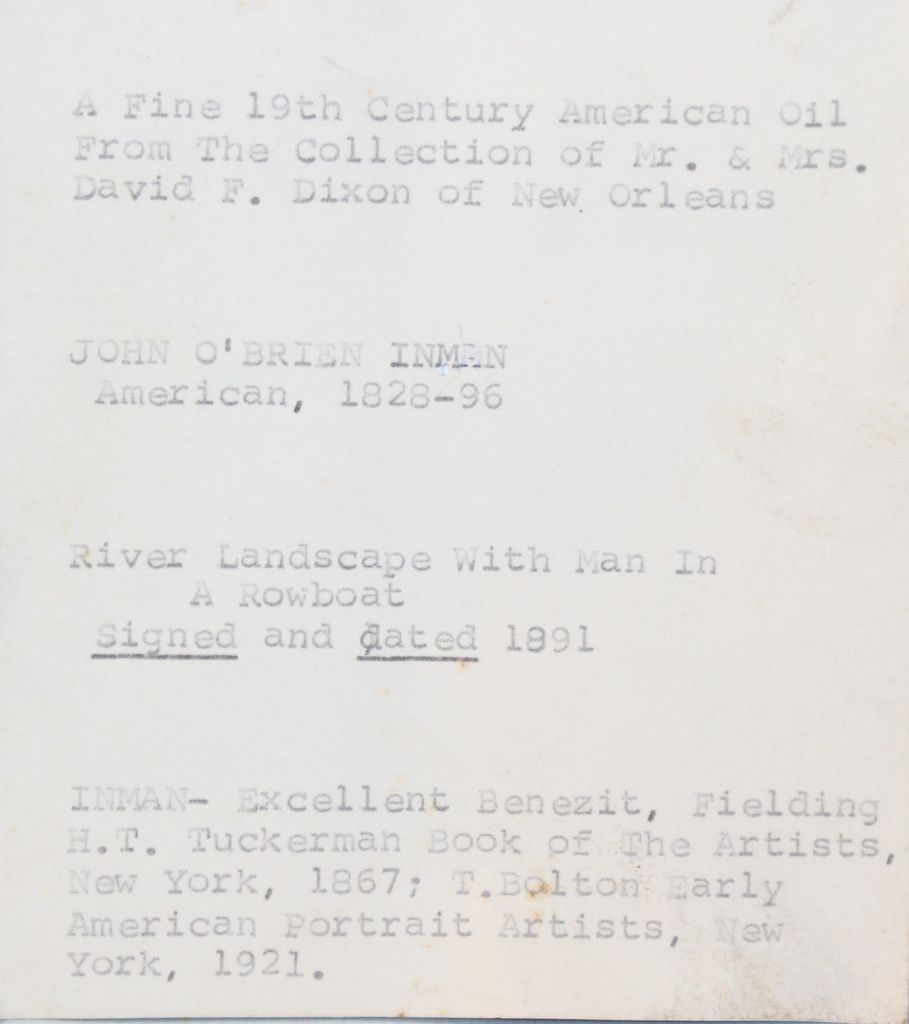 A Fine 19th Century American Oil
From The Collection of Mr. & Mrs.
David F. Dixon of New Orleans
JOHN O'BRIEN INMAN
American, 1828-96
River Landscape With Man In
A Rowboat
Signed and dated 1891
INMAN- Excellent Benezit, Fielding
H.T. Tuckerman Book of The Artists,
New York, 1867; T.Bolton Early
American Portrait Artists, New
York, 1921.